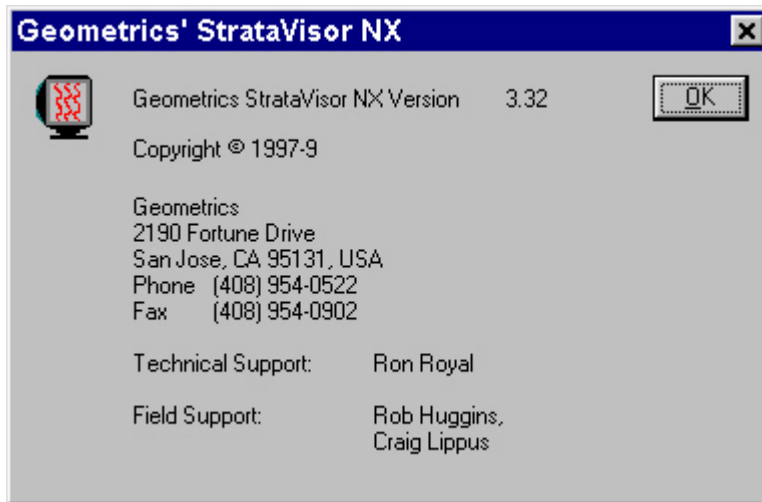 Geometrics' StrataVisor NX
Geometrics StrataVisor NX Version 3.32
OK
Copyright © 1997-9
Geometrics
2190 Fortune Drive
San Jose, CA 95131, USA
Phone (408) 954-0522
Fax (408) 954-0902
Technical Support: Ron Royal
Field Support: Rob Huggins,
Craig Lippus